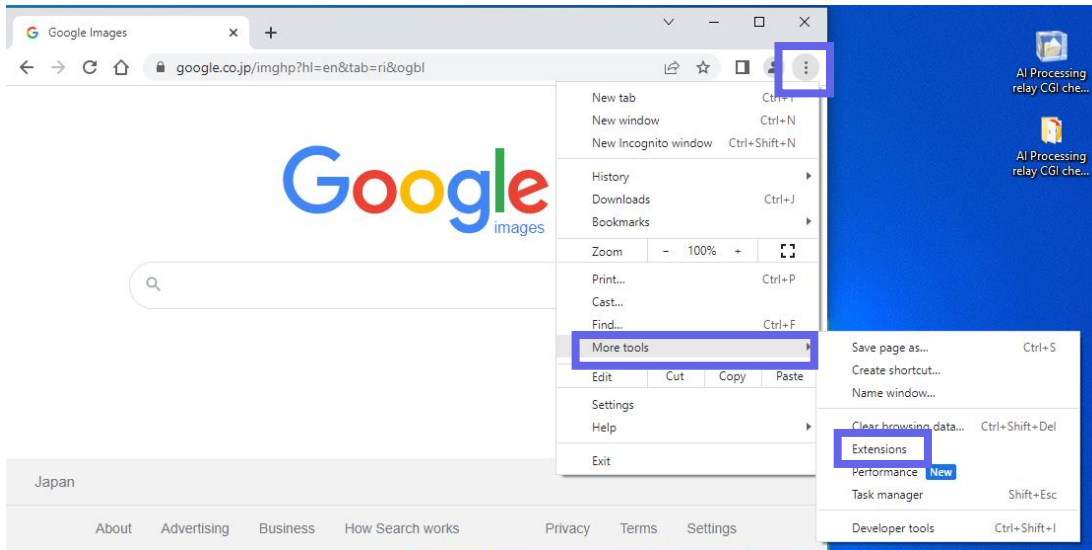 Google Images
google.co.jp/imghp?hl=en&tab=ri&ogbl
AI Processing
relay CGI che...
AI Processing
relay CGI che...
Google
images
New tab
New window Ctrl+N
New Incognito window Ctrl+Shift+N
History
Downloads Ctrl+J
Bookmarks
Zoom - 100% +
Print... Ctrl+P
Cast...
Find... Ctrl+F
More tools
Edit Cut Copy Paste
Settings
Help
Exit
Save page as... Ctrl+S
Create shortcut...
Name window...
Clear browsing data... Ctrl+Shift+Del
Extensions
Performance New
Task manager Shift+Esc
Developer tools Ctrl+Shift+I
Japan
About Advertising Business How Search works Privacy Terms Settings